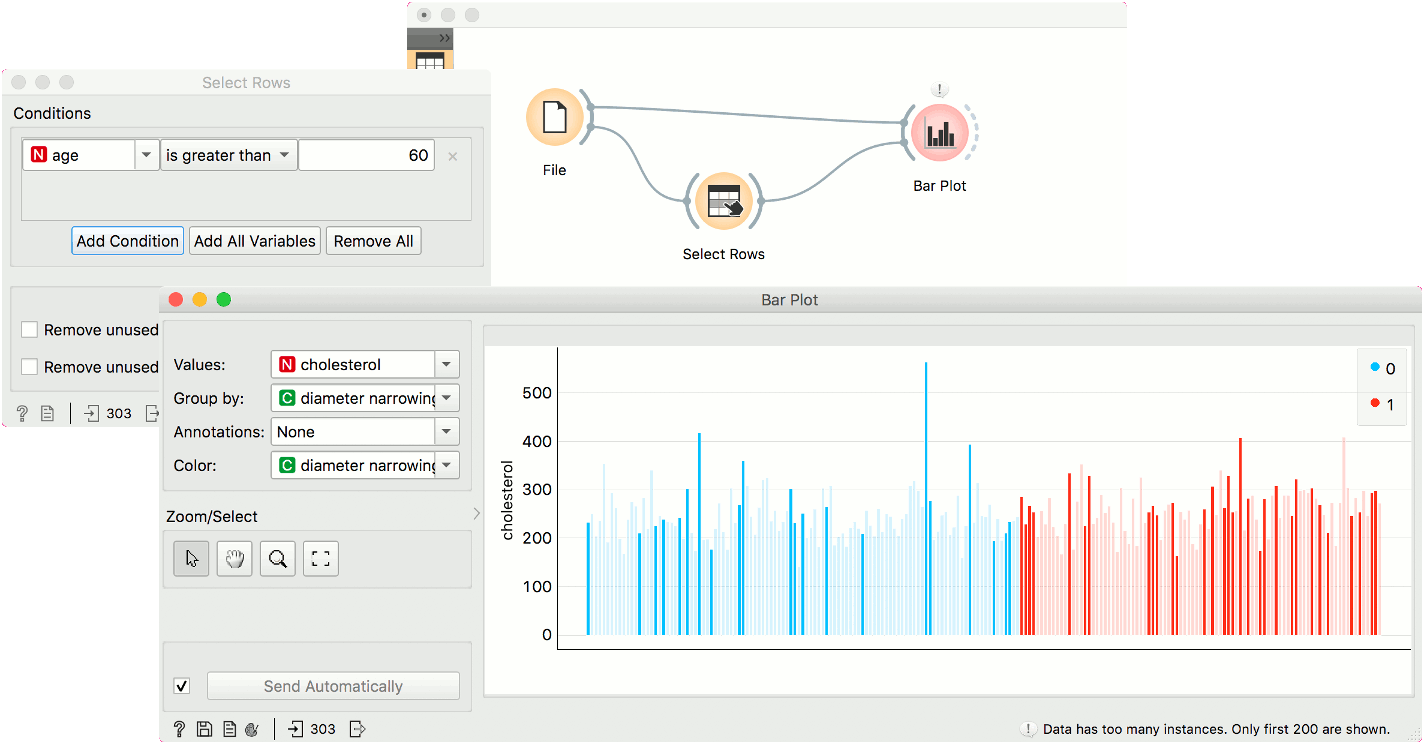 >>
!
File
Select Rows
Bar Plot
Select Rows
Conditions
N age
is greater than
60
×
Add Condition
Add All Variables
Remove All
Remove unused
Remove unused
?
303
Bar Plot
Values:
N cholesterol
Group by:
C diameter narrowing
Annotations:
None
Color:
C diameter narrowing
Zoom/Select
Send Automatically
?
303
cholesterol
500
400
300
200
100
0
0
1
! Data has too many instances. Only first 200 are shown.